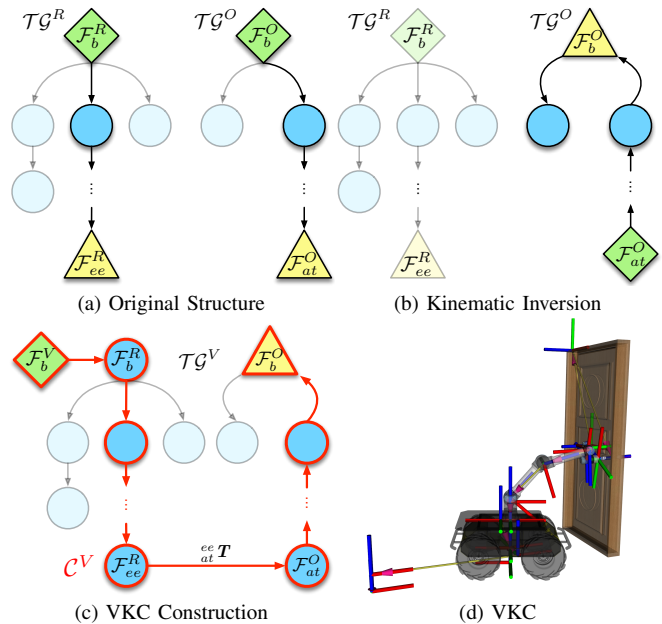 𝒯𝒢^R
ℱ_b^R
𝒯𝒢^O
ℱ_b^O
⋮
⋮
ℱ_ee^R
ℱ_at^O
(a) Original Structure
𝒯𝒢^R
ℱ_b^R
𝒯𝒢^O
ℱ_b^O
⋮
⋮
ℱ_ee^R
ℱ_at^O
(b) Kinematic Inversion
ℱ_b^V
ℱ_b^R
𝒯𝒢^V
ℱ_b^O
⋮
⋮
𝒞^V
ℱ_ee^R
^ee_at T
ℱ_at^O
(c) VKC Construction
(d) VKC